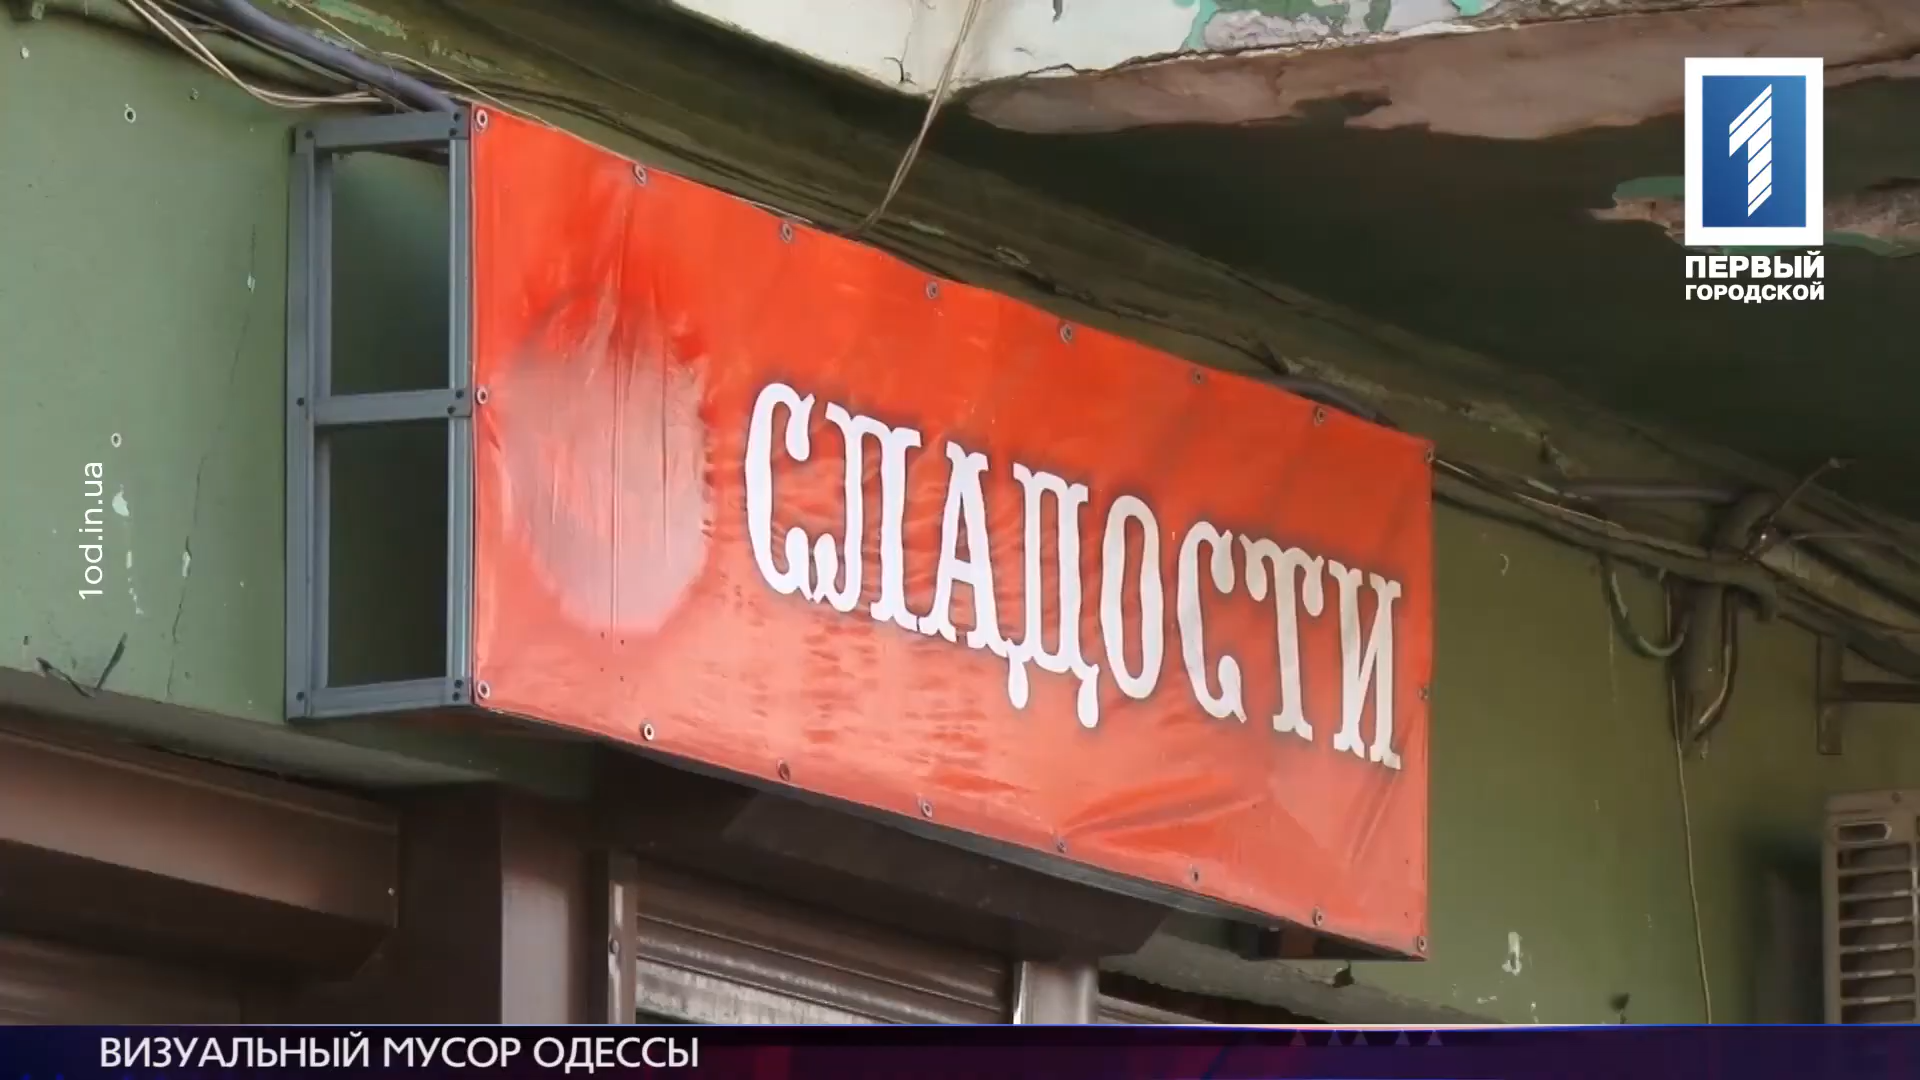 ПЕРВЫЙ
ГОРОДСКОЙ
СЛАДОСТИ
1od.in.ua
ВИЗУАЛЬНЫЙ МУСОР ОДЕССЫ